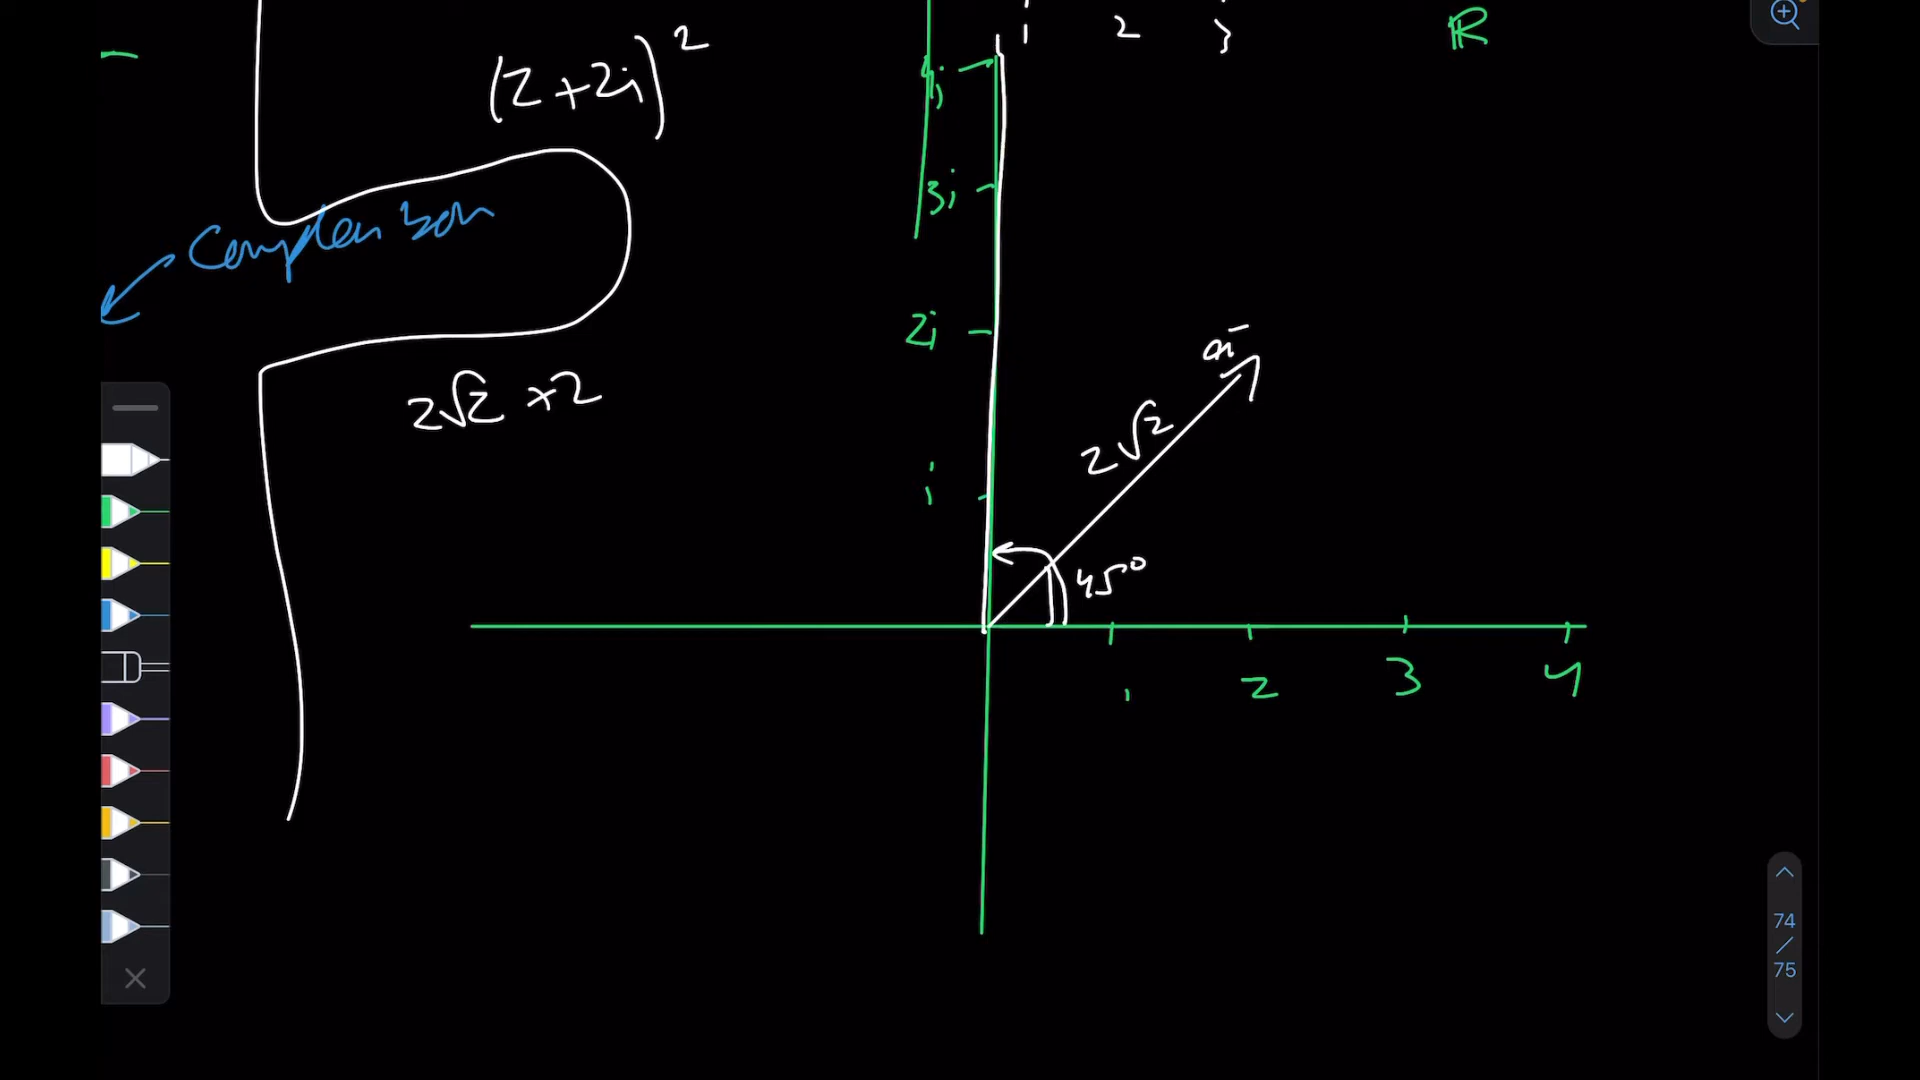 1 2 3 ℝ
(2+2i)²
4i
3i
2i
2√2 × 2
2√2
i
45°
1 2 3 4
74
/
75